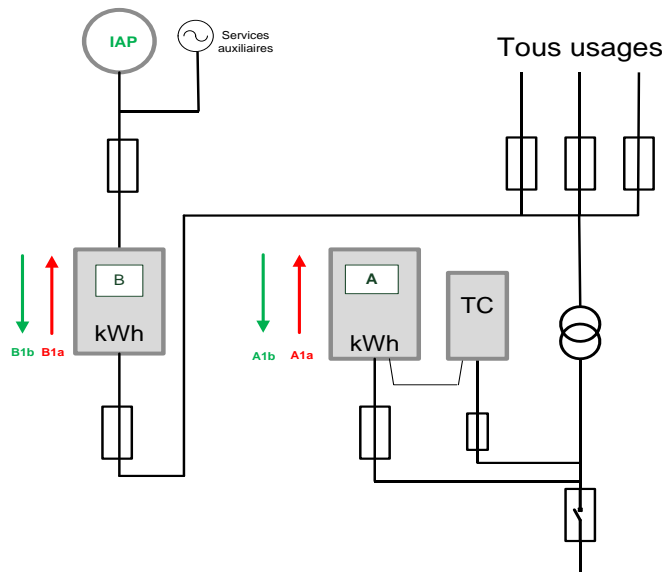 IAP
Services
auxiliaires
Tous usages
B
kWh
B1b B1a
A
kWh
A1b A1a
TC